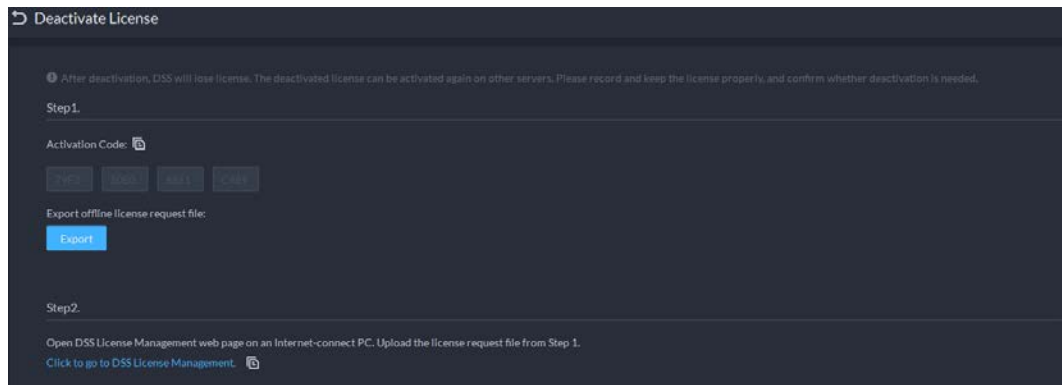 Deactivate License
After deactivation, DSS will lose license. The deactivated license can be activated again on other servers. Please record and keep the license properly, and confirm whether deactivation is needed.
Step1.
Activation Code:
Export offline license request file:
Export
Step2.
Open DSS License Management web page on an Internet-connect PC. Upload the license request file from Step 1.
Click to go to DSS License Management.